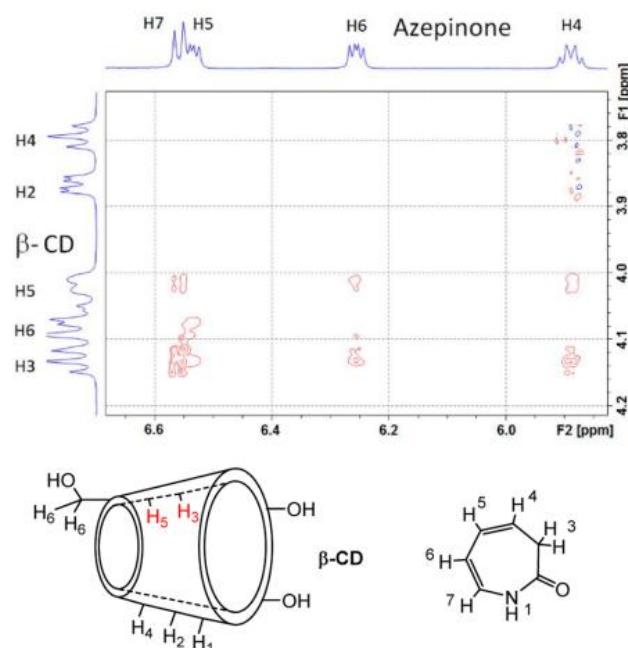 Azepinone
H7 H5 H6 H4
F1 [ppm]
H4
3.8
H2
3.9
β- CD
4.0
H5
H6
4.1
H3
4.2
6.6 6.4 6.2 6.0 F2 [ppm]
HO
H6 H6
H5 H3
OH
β-CD
OH
H4 H2 H1
5 H H 4
H 3
H
6 H
7 H N O
H 1